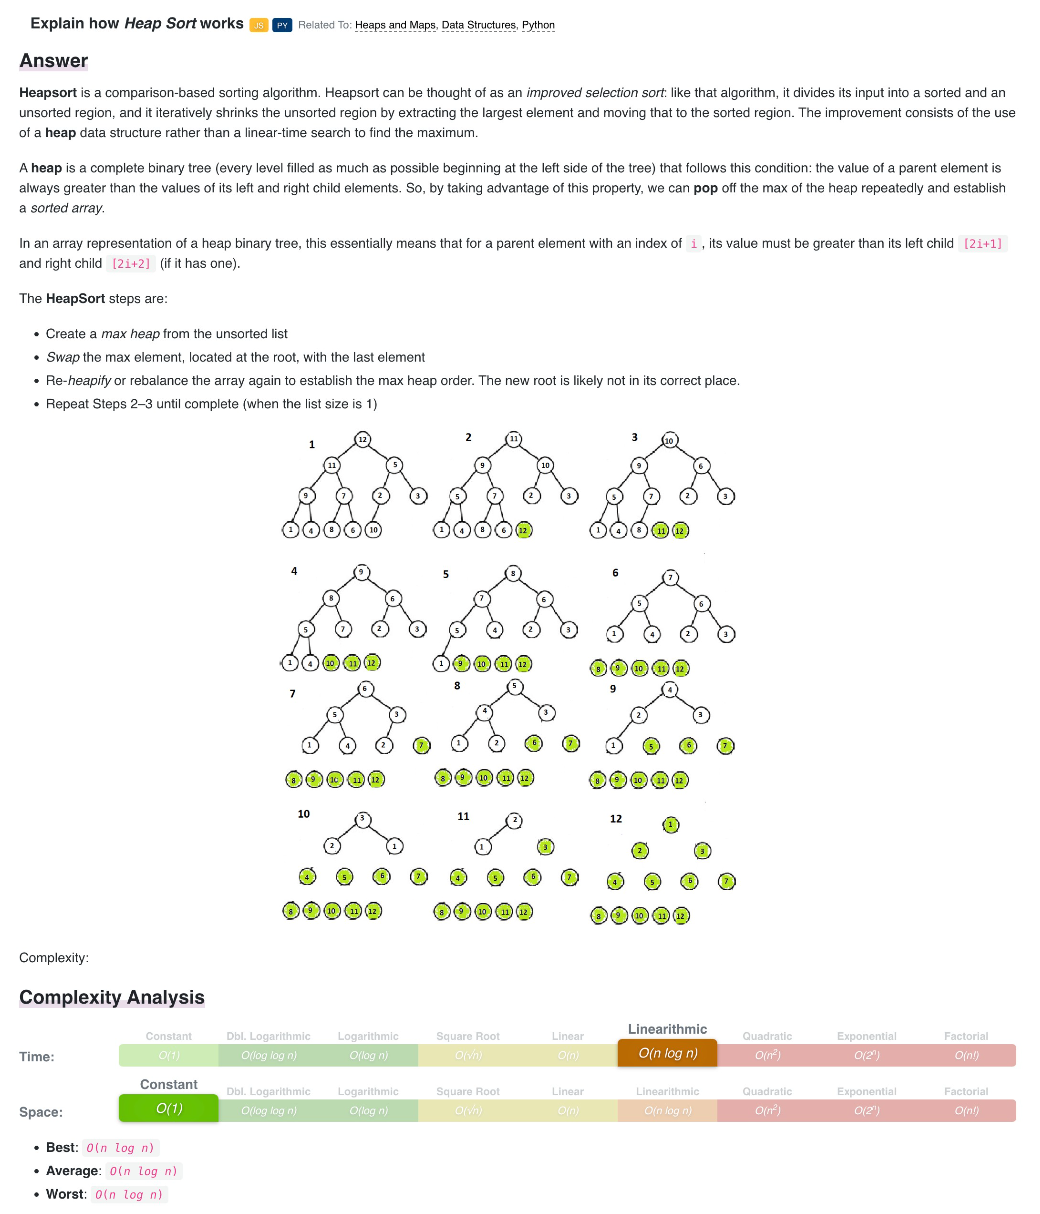 Explain how Heap Sort works JS PY Related To: Heaps and Maps, Data Structures, Python
Answer
Heapsort is a comparison-based sorting algorithm. Heapsort can be thought of as an improved selection sort: like that algorithm, it divides its input into a sorted and an
unsorted region, and it iteratively shrinks the unsorted region by extracting the largest element and moving that to the sorted region. The improvement consists of the use
of a heap data structure rather than a linear-time search to find the maximum.
A heap is a complete binary tree (every level filled as much as possible beginning at the left side of the tree) that follows this condition: the value of a parent element is
always greater than the values of its left and right child elements. So, by taking advantage of this property, we can pop off the max of the heap repeatedly and establish
a sorted array.
In an array representation of a heap binary tree, this essentially means that for a parent element with an index of i , its value must be greater than its left child [2i+1]
and right child [2i+2] (if it has one).
The HeapSort steps are:
• Create a max heap from the unsorted list
• Swap the max element, located at the root, with the last element
• Re-heapify or rebalance the array again to establish the max heap order. The new root is likely not in its correct place.
• Repeat Steps 2–3 until complete (when the list size is 1)
1
12
11 5
9 7 2 3
1 4 8 6 10
2
11
9 10
5 7 2 3
1 4 8 6 12
3
10
9 6
5 7 2 3
1 4 8 11 12
4
9
8 6
5 7 2 3
1 4 10 11 12
5
8
7 6
5 4 2 3
1 9 10 11 12
6
7
5 6
1 4 2 3
8 9 10 11 12
7
6
5 3
1 4 2 7
8 9 10 11 12
8
5
4 3
1 2 6 7
8 9 10 11 12
9
4
2 3
1 5 6 7
8 9 10 11 12
10
3
2 1
4 5 6 7
8 9 10 11 12
11
2
1 3
4 5 6 7
8 9 10 11 12
12
1
2 3
4 5 6 7
8 9 10 11 12
Complexity:
Complexity Analysis
Constant Dbl. Logarithmic Logarithmic Square Root Linear Linearithmic Quadratic Exponential Factorial
Time: O(1) O(log log n) O(log n) O(√n) O(n) O(n log n) O(n²) O(2ⁿ) O(n!)
Constant Dbl. Logarithmic Logarithmic Square Root Linear Linearithmic Quadratic Exponential Factorial
Space: O(1) O(log log n) O(log n) O(√n) O(n) O(n log n) O(n²) O(2ⁿ) O(n!)
• Best: O(n log n)
• Average: O(n log n)
• Worst: O(n log n)